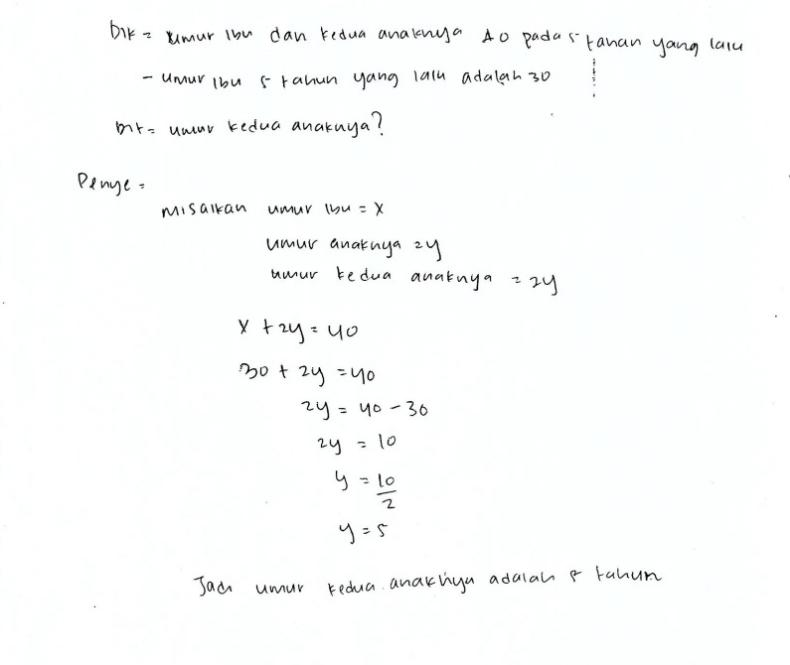 Dik = umur Ibu dan kedua anaknya 40 pada 5 tahun yang lalu
- umur ibu 5 tahun yang lalu adalah 30
Dit = umur kedua anaknya?
Penye =
Misalkan umur Ibu = x
umur anaknya = y
umur kedua anaknya = 2y
x + 2y = 40
30 + 2y = 40
2y = 40 - 30
2y = 10
y = 10/2
y = 5
Jadi umur kedua anaknya adalah tahun